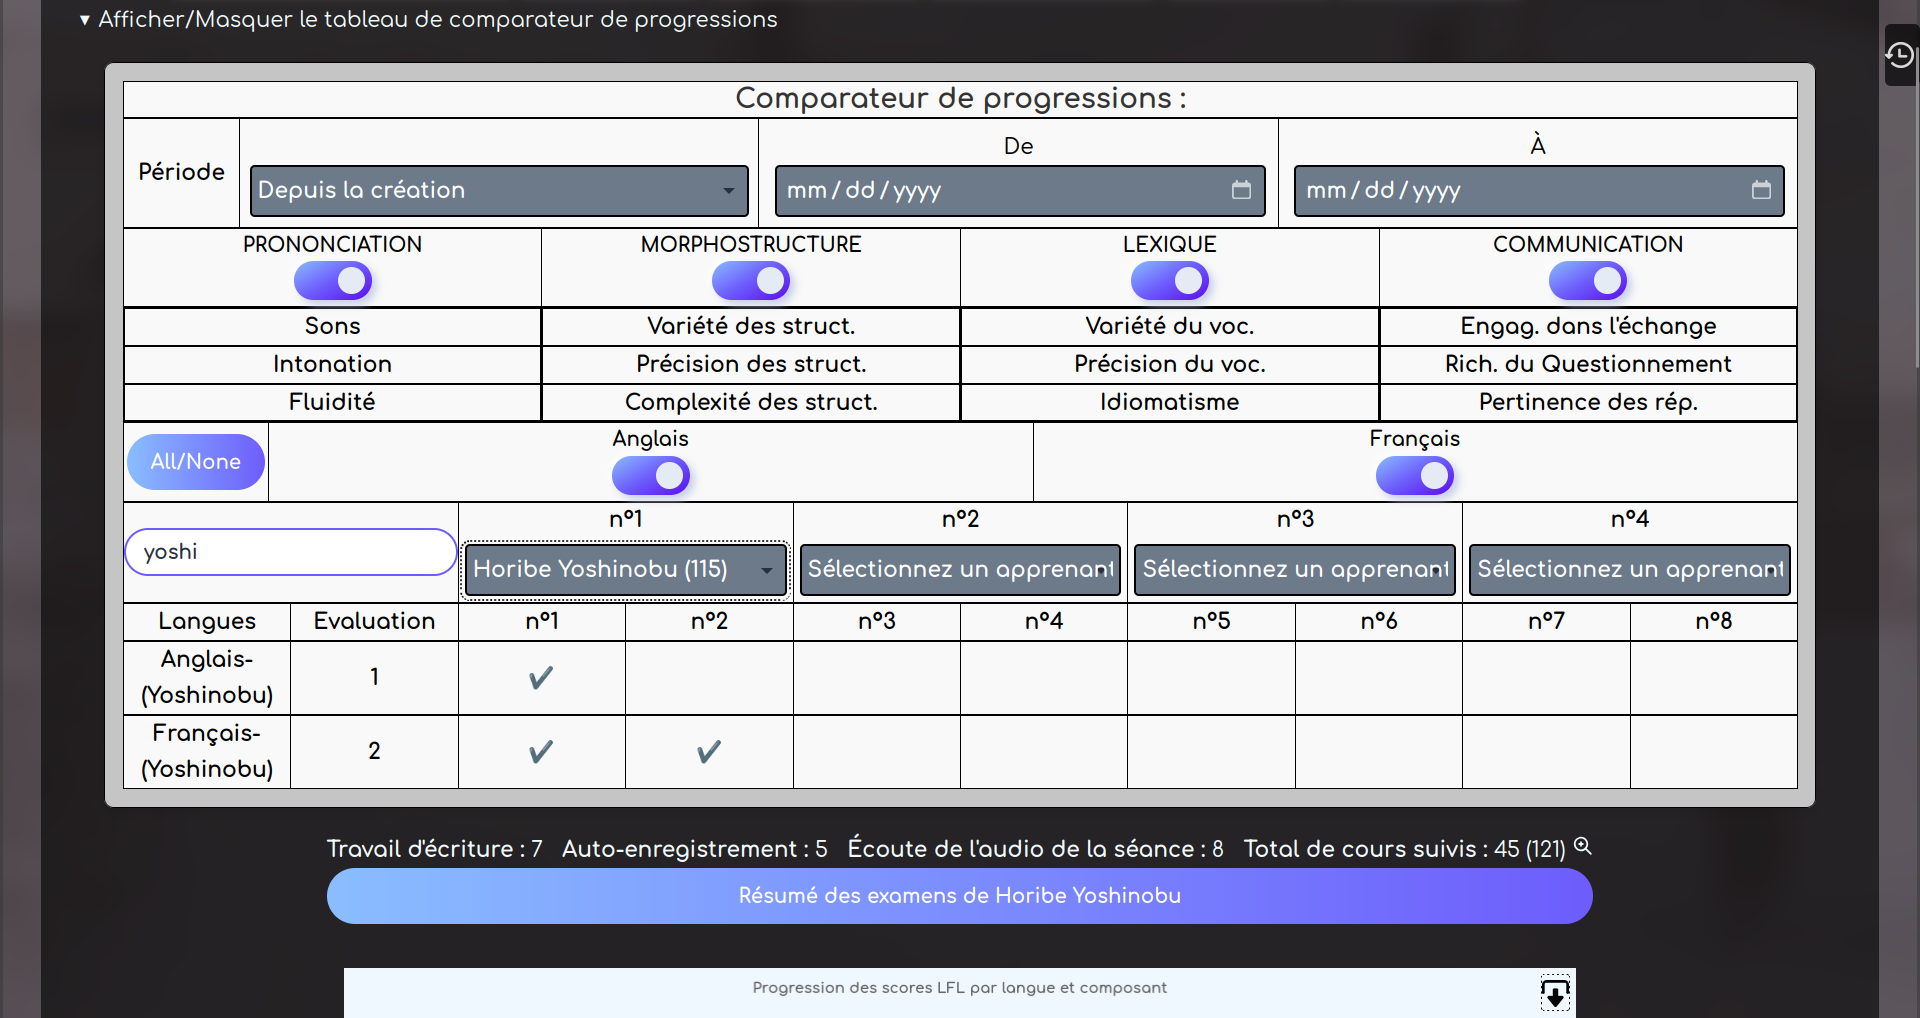 ▼ Afficher/Masquer le tableau de comparateur de progressions
Comparateur de progressions :
Période
Depuis la création
De
mm/dd/yyyy
À
mm/dd/yyyy
PRONONCIATION MORPHOSTRUCTURE LEXIQUE COMMUNICATION
Sons Variété des struct. Variété du voc. Engag. dans l'échange
Intonation Précision des struct. Précision du voc. Rich. du Questionnement
Fluidité Complexité des struct. Idiomatisme Pertinence des rép.
All/None
Anglais Français
yoshi
n°1 n°2 n°3 n°4
Horibe Yoshinobu (115) Sélectionnez un apprenant Sélectionnez un apprenant Sélectionnez un apprenant
Langues Evaluation n°1 n°2 n°3 n°4 n°5 n°6 n°7 n°8
Anglais-
(Yoshinobu)
1 ✔
Français-
(Yoshinobu)
2 ✔ ✔
Travail d'écriture : 7 Auto-enregistrement : 5 Écoute de l'audio de la séance : 8 Total de cours suivis : 45 (121)
Résumé des examens de Horibe Yoshinobu
Progression des scores LFL par langue et composant